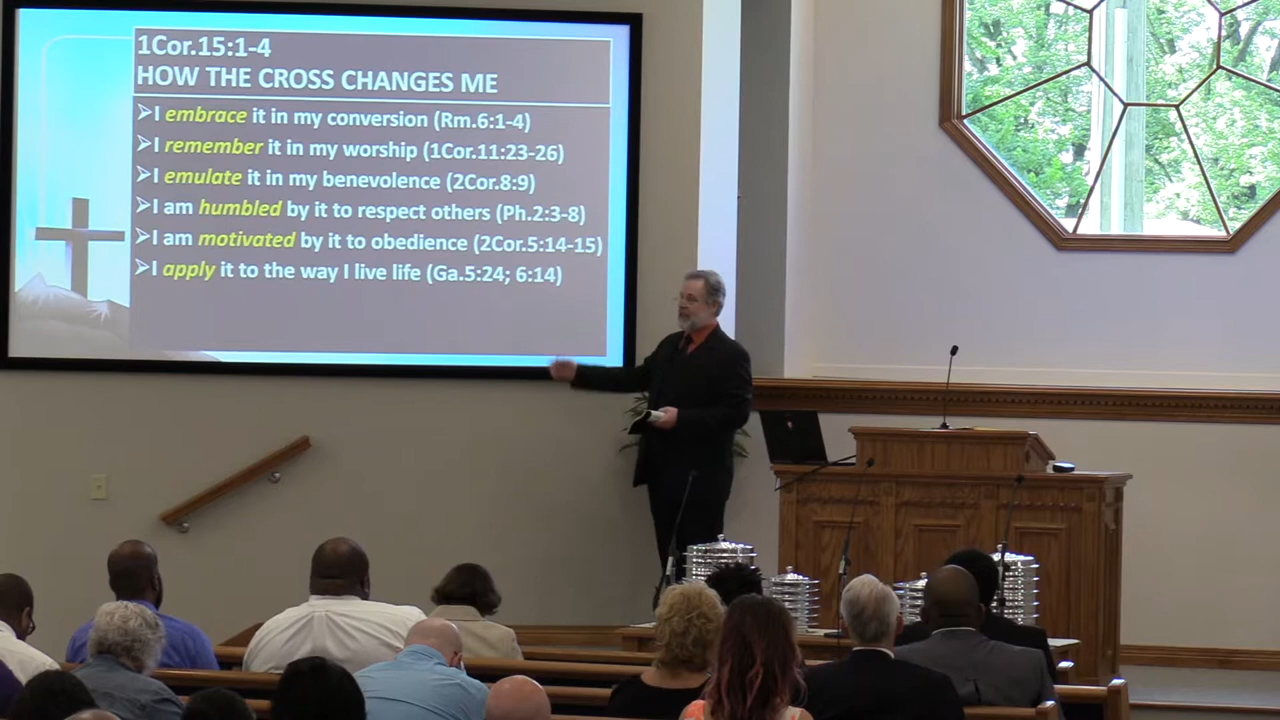 1Cor.15:1-4
HOW THE CROSS CHANGES ME
➢I embrace it in my conversion (Rm.6:1-4)
➢I remember it in my worship (1Cor.11:23-26)
➢I emulate it in my benevolence (2Cor.8:9)
➢I am humbled by it to respect others (Ph.2:3-8)
➢I am motivated by it to obedience (2Cor.5:14-15)
➢I apply it to the way I live life (Ga.5:24; 6:14)